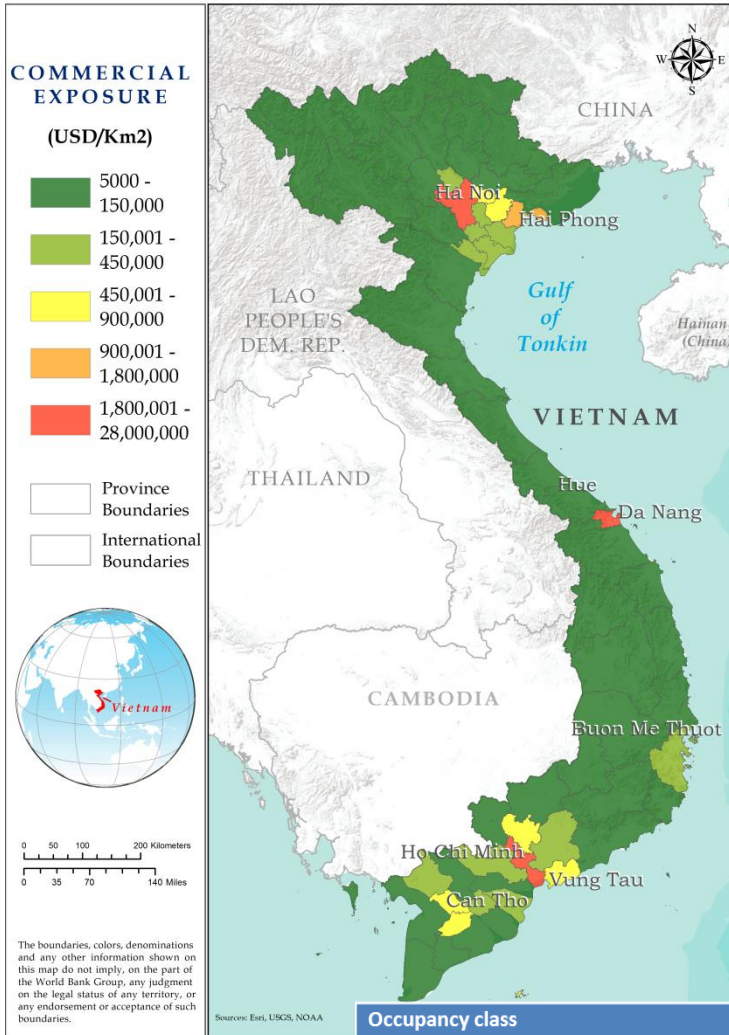 COMMERCIAL
EXPOSURE
(USD/Km2)
5000 -
150,000
150,001 -
450,000
450,001 -
900,000
900,001 -
1,800,000
1,800,001 -
28,000,000
Province
Boundaries
International
Boundaries
Vietnam
0 50 100 200 Kilometers
0 35 70 140 Miles
The boundaries, colors, denominations
and any other information shown on
this map do not imply, on the part of
the World Bank Group, any judgment
on the legal status of any territory, or
any endorsement or acceptance of such
boundaries.
N
W E
S
CHINA
Ha Noi
Hai Phong
LAO
PEOPLE'S
DEM. REP.
Gulf
of
Tonkin
Hainan
(China)
VIETNAM
THAILAND
Hue
Da Nang
CAMBODIA
Buon Me Thuot
Ho Chi Minh
Vung Tau
Can Tho
Sources: Esri, USGS, NOAA
Occupancy class